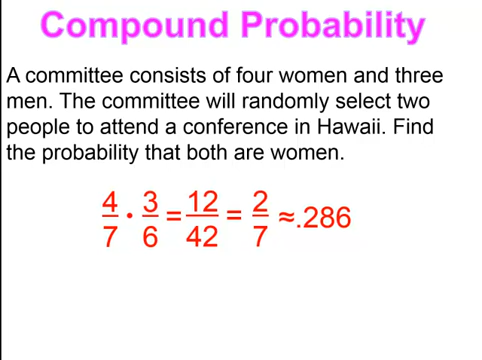 Compound Probability
A committee consists of four women and three
men. The committee will randomly select two
people to attend a conference in Hawaii. Find
the probability that both are women.
4/7 · 3/6 = 12/42 = 2/7 ≈ .286